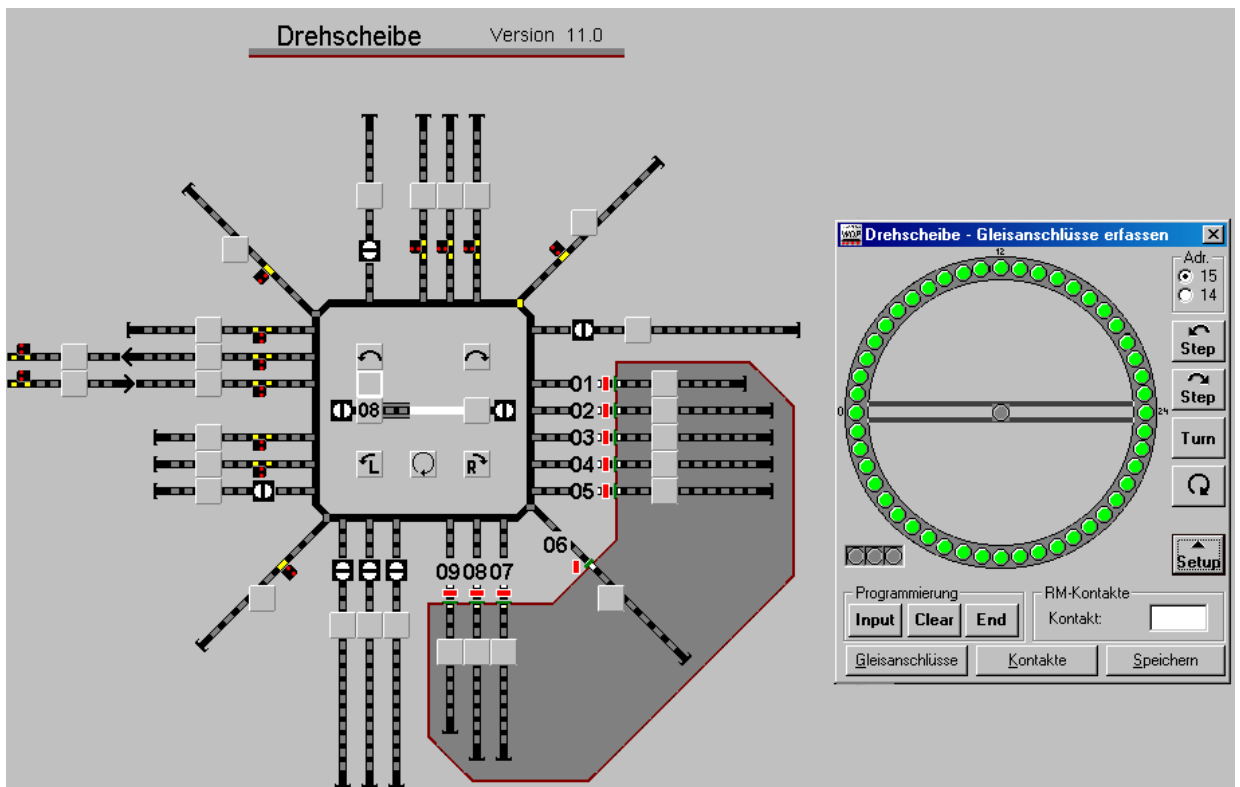 Drehscheibe Version 11.0
Drehscheibe - Gleisanschlüsse erfassen
12
Adr.
15
14
Step
Step
0
24
Turn
Setup
01
02
03
04
05
06
08
L
R
09 08 07
Programmierung
Input Clear End
RM-Kontakte
Kontakt:
Gleisanschlüsse Kontakte Speichern